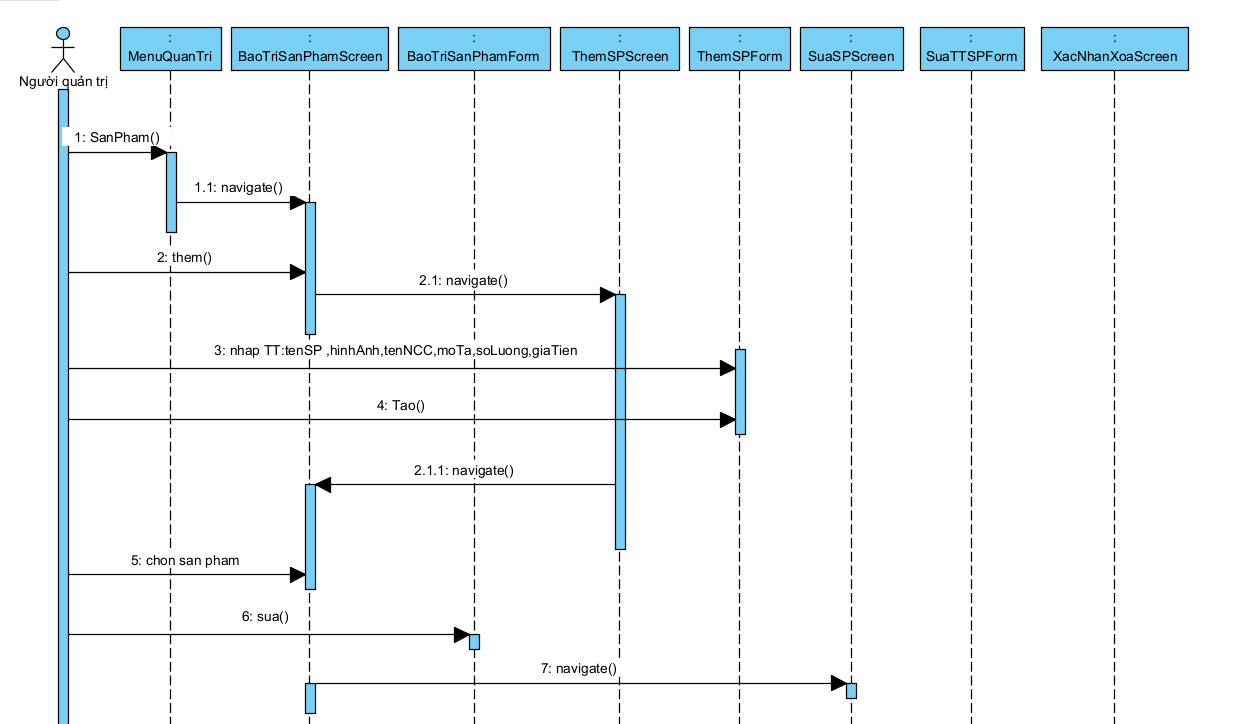 :
MenuQuanTri
:
BaoTriSanPhamScreen
:
BaoTriSanPhamForm
:
ThemSPScreen
:
ThemSPForm
:
SuaSPScreen
:
SuaTTSPForm
:
XacNhanXoaScreen
Người quản trị
1: SanPham()
1.1: navigate()
2: them()
2.1: navigate()
3: nhap TT:tenSP ,hinhAnh,tenNCC,moTa,soLuong,giaTien
4: Tao()
2.1.1: navigate()
5: chon san pham
6: sua()
7: navigate()